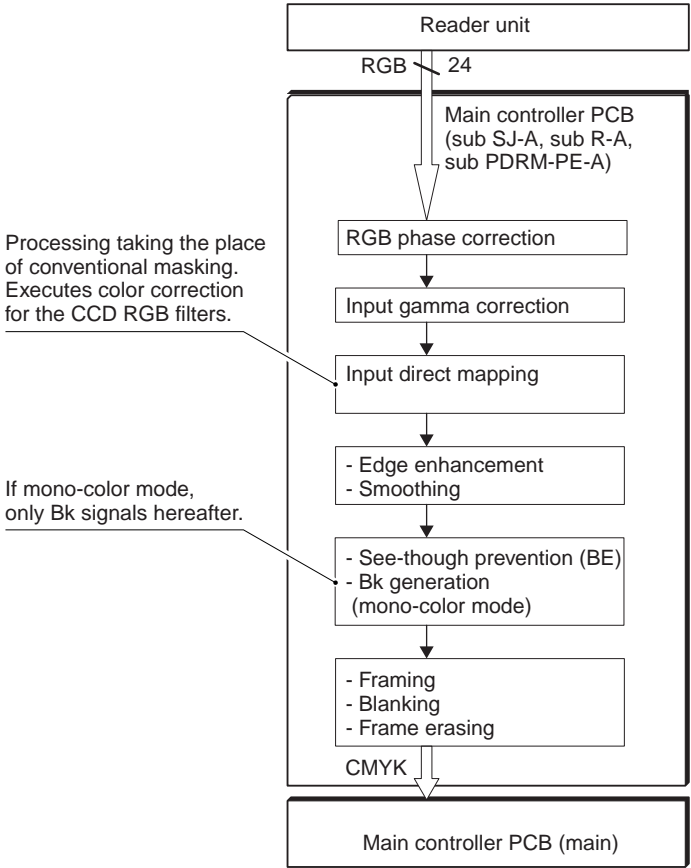 Reader unit
RGB 24
Main controller PCB
(sub SJ-A, sub R-A,
sub PDRM-PE-A)
RGB phase correction
Processing taking the place
of conventional masking.
Executes color correction
for the CCD RGB filters.
Input gamma correction
Input direct mapping
- Edge enhancement
- Smoothing
If mono-color mode,
only Bk signals hereafter.
- See-though prevention (BE)
- Bk generation
(mono-color mode)
- Framing
- Blanking
- Frame erasing
CMYK
Main controller PCB (main)